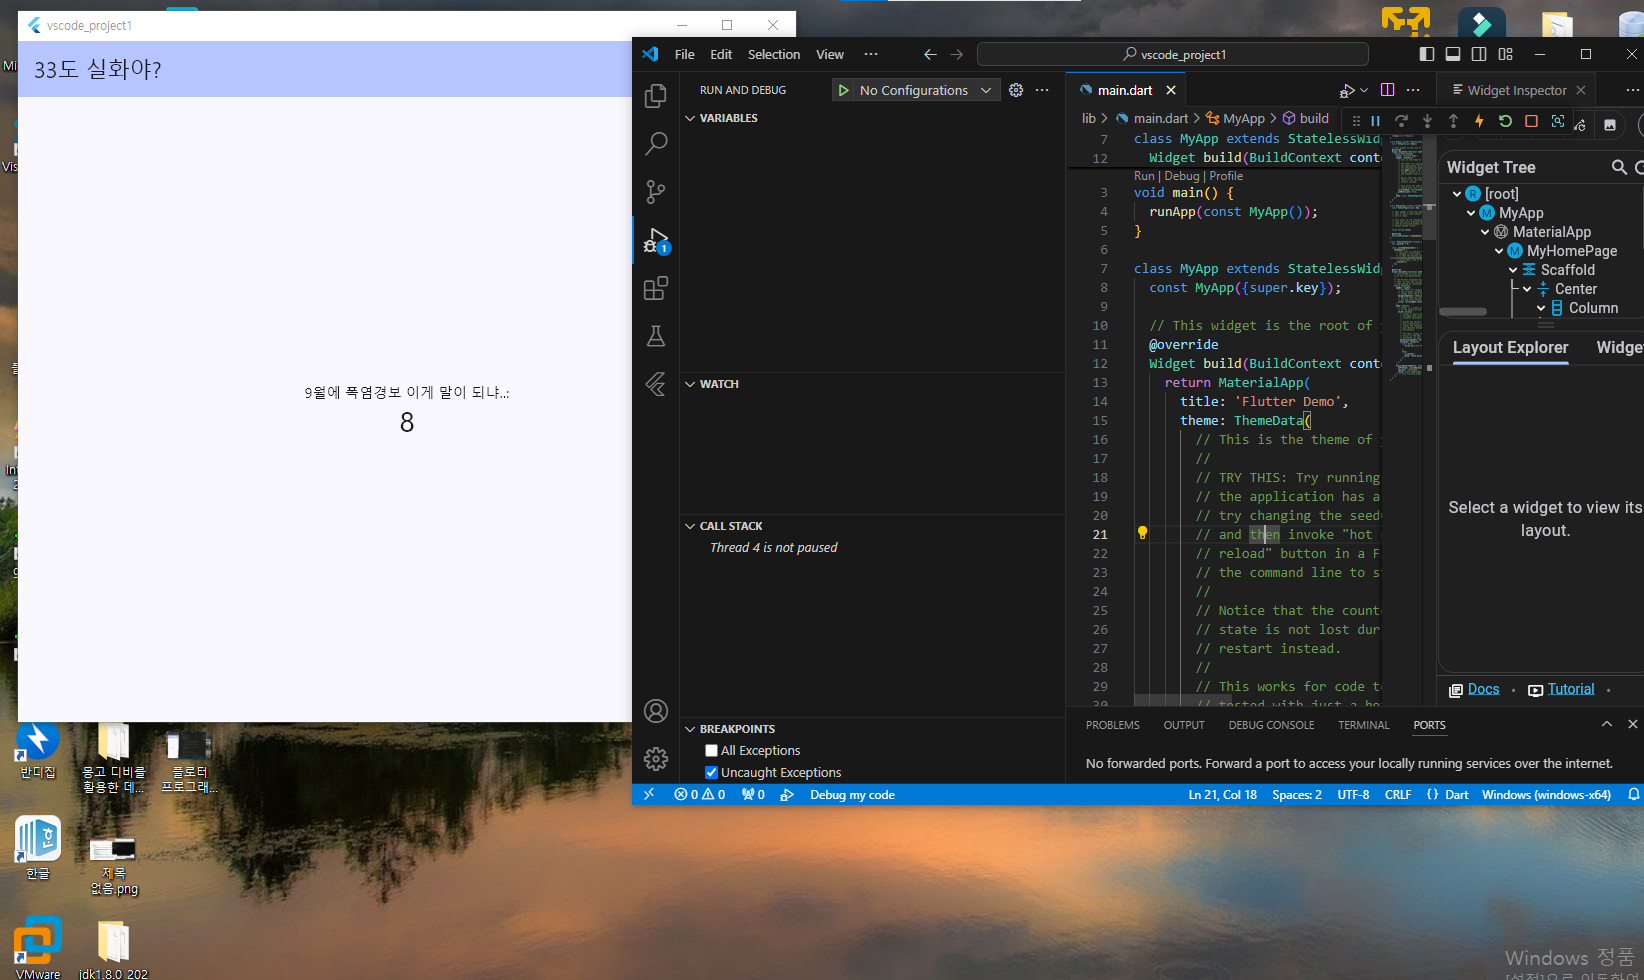 vscode_project1
33도 실화야?
9월에 폭염경보 이게 말이 되냐..:
8
File Edit Selection View ···
vscode_project1
RUN AND DEBUG
No Configurations
VARIABLES
WATCH
CALL STACK
Thread 4 is not paused
BREAKPOINTS
All Exceptions
Uncaught Exceptions
1
main.dart
Widget Inspector
lib > main.dart > MyApp > build
7 class MyApp extends StatelessWid
12 Widget build(BuildContext cont
Run | Debug | Profile
3 void main() {
4 runApp(const MyApp());
5 }
6
7 class MyApp extends StatelessWid
8 const MyApp({super.key});
9
10 // This widget is the root of
11 @override
12 Widget build(BuildContext cont
13 return MaterialApp(
14 title: 'Flutter Demo',
15 theme: ThemeData(
16 // This is the theme of
17 //
18 // TRY THIS: Try running
19 // the application has a
20 // try changing the seed
21 // and then invoke "hot
22 // reload" button in a F
23 // the command line to s
24 //
25 // Notice that the count
26 // state is not lost dur
27 // restart instead.
28 //
29 // This works for code t
Widget Tree
[root]
MyApp
MaterialApp
MyHomePage
Scaffold
Center
Column
Layout Explorer Widge
Select a widget to view its
layout.
Docs · Tutorial ·
PROBLEMS OUTPUT DEBUG CONSOLE TERMINAL PORTS
No forwarded ports. Forward a port to access your locally running services over the internet.
0 0 0 Debug my code
Ln 21, Col 18 Spaces: 2 UTF-8 CRLF {} Dart Windows (windows-x64)
반디집
몽고 디비를
활용한 데...
플로터
프로그래...
한글
제목
없음.png
VMware
jdk1.8.0_202
Windows 정품